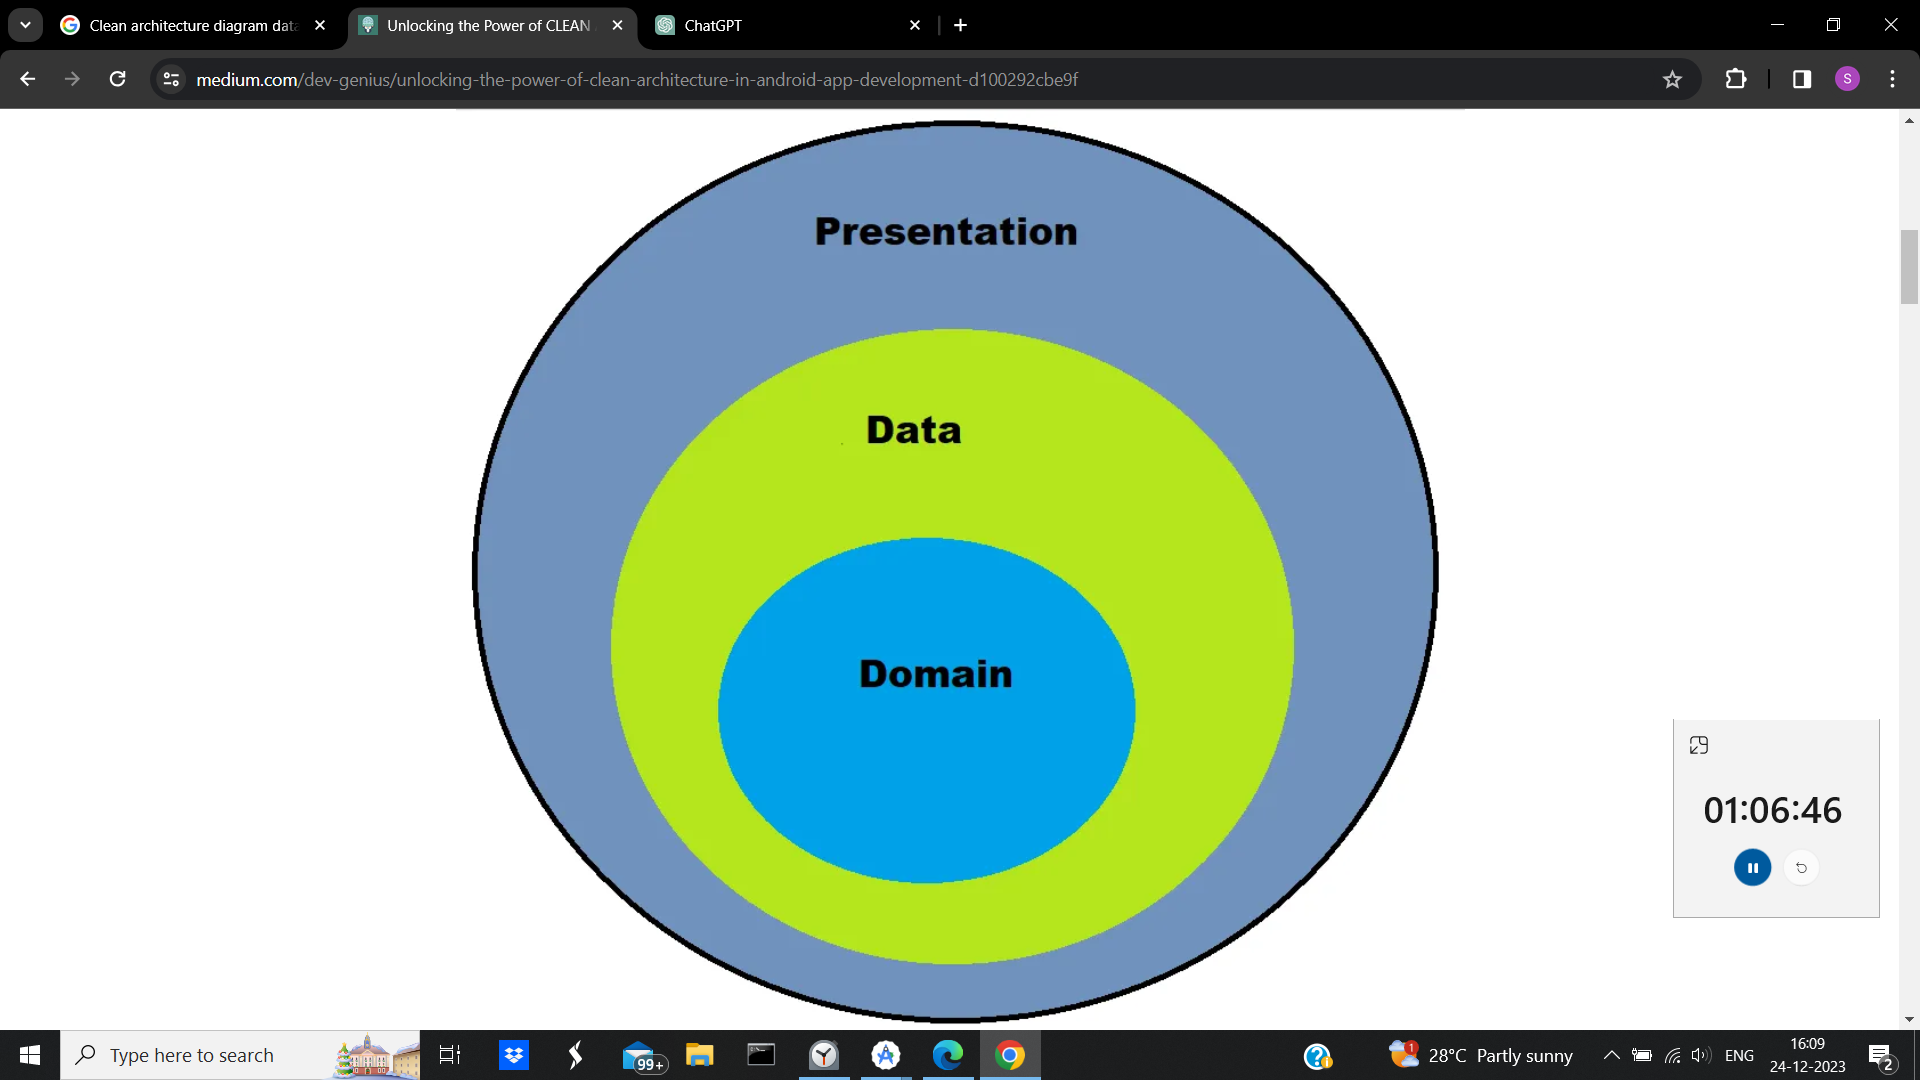 Clean architecture diagram data
Unlocking the Power of CLEAN
ChatGPT
medium.com/dev-genius/unlocking-the-power-of-clean-architecture-in-android-app-development-d100292cbe9f
S
Presentation
Data
Domain
01:06:46
Type here to search
99+
1
28°C Partly sunny
ENG
16:09
24-12-2023
2